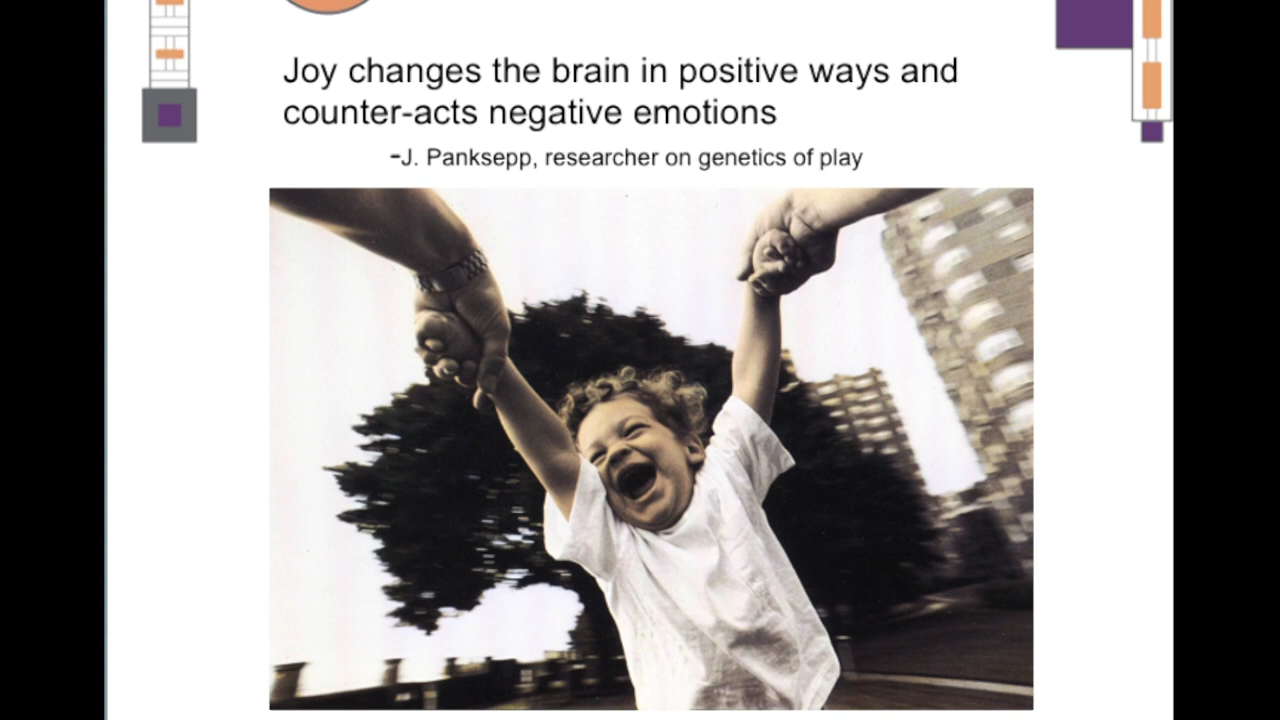 Joy changes the brain in positive ways and
counter-acts negative emotions
-J. Panksepp, researcher on genetics of play